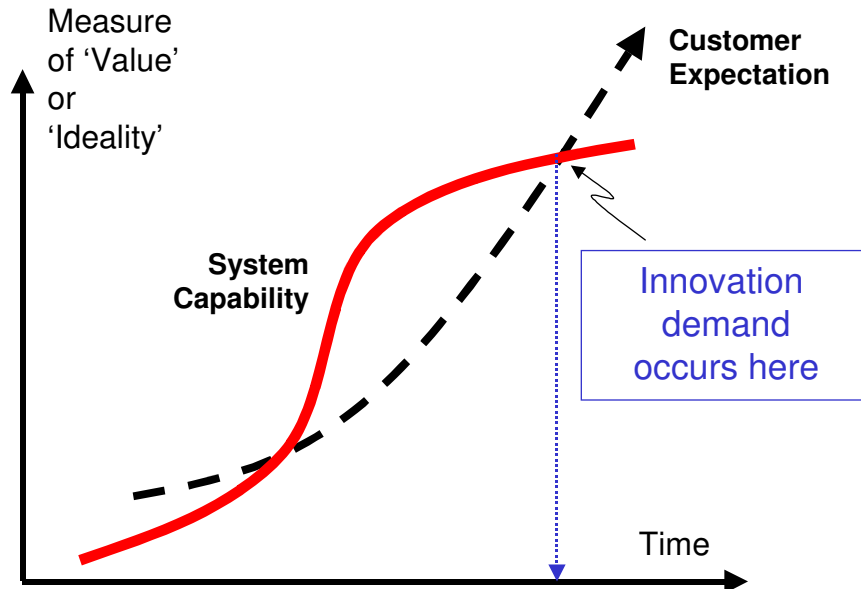 Measure
of ‘Value’
or
‘Ideality’
Customer
Expectation
System
Capability
Innovation
demand
occurs here
Time